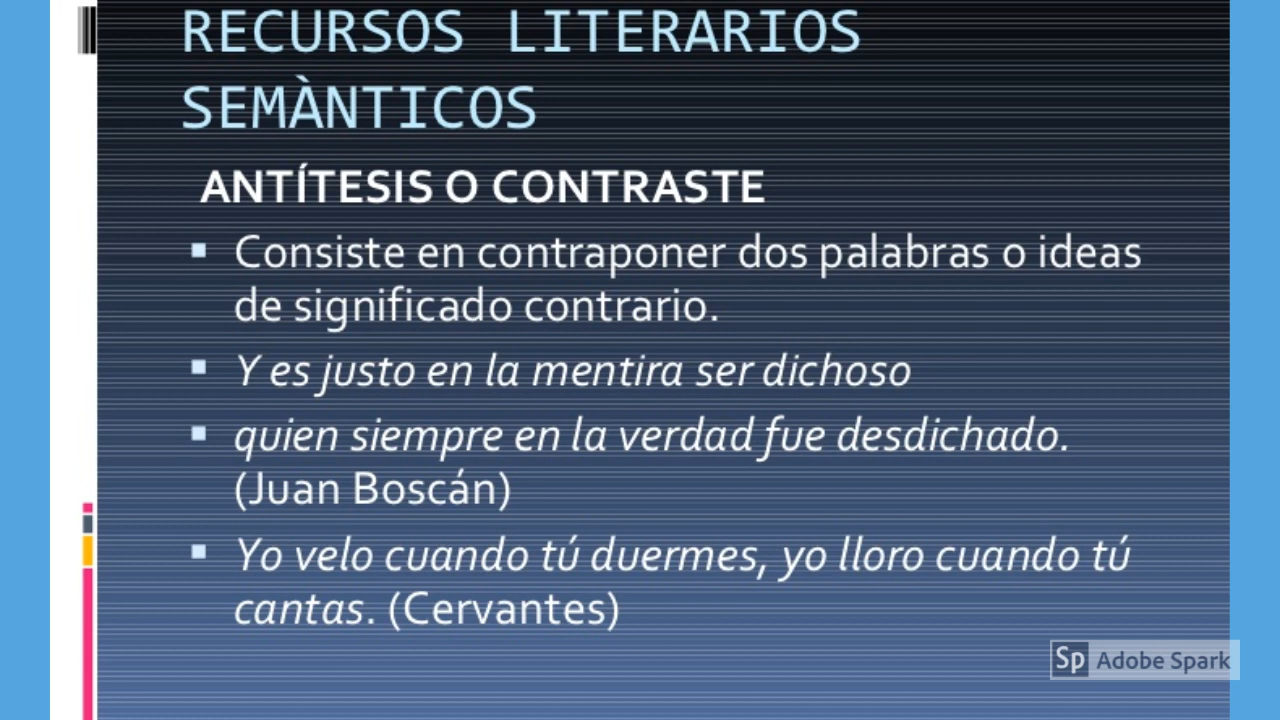 RECURSOS LITERARIOS
SEMÀNTICOS
ANTÍTESIS O CONTRASTE
Consiste en contraponer dos palabras o ideas
de significado contrario.
Y es justo en la mentira ser dichoso
quien siempre en la verdad fue desdichado.
(Juan Boscán)
Yo velo cuando tú duermes, yo lloro cuando tú
cantas. (Cervantes)
Sp Adobe Spark